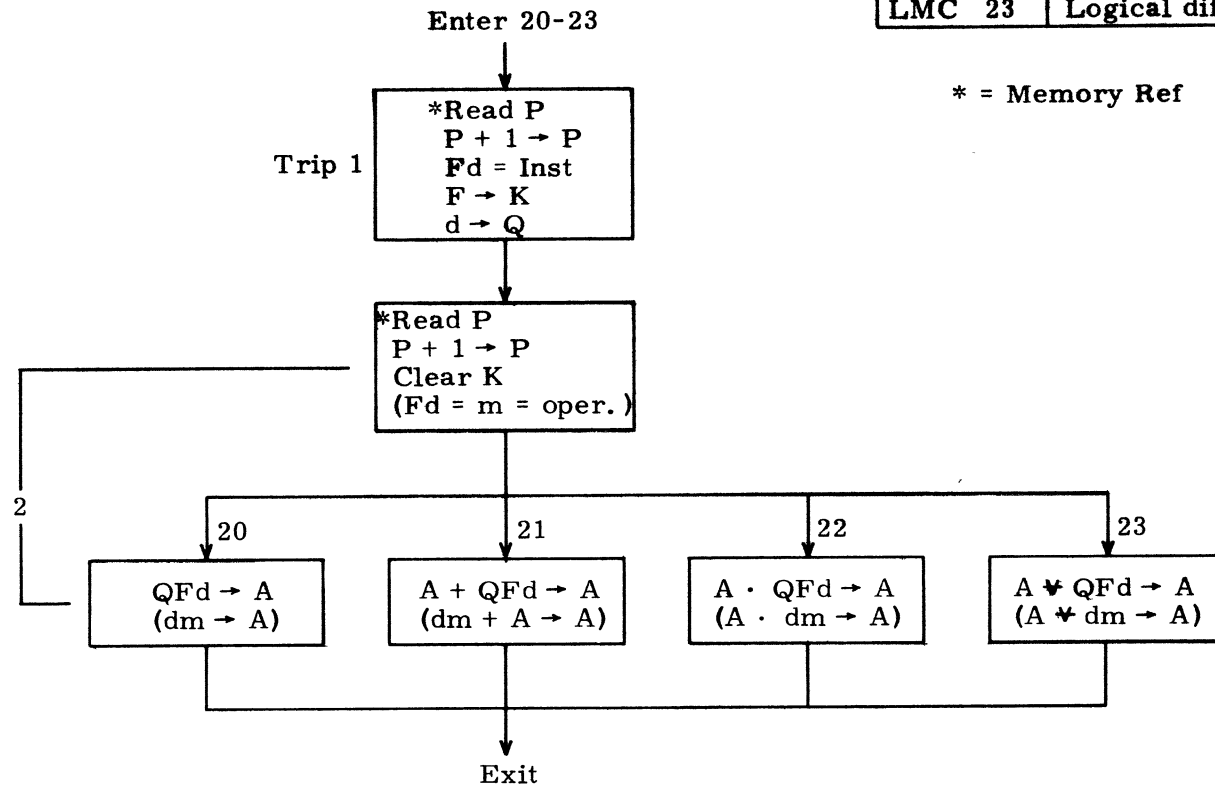 LMC 23 Logical
Enter 20-23
* = Memory Ref
Trip 1
*Read P
P + 1 → P
Fd = Inst
F → K
d → Q
*Read P
P + 1 → P
Clear K
(Fd = m = oper.)
2
20
21
22
23
QFd → A
(dm → A)
A + QFd → A
(dm + A → A)
A · QFd → A
(A · dm → A)
A ⊻ QFd → A
(A ⊻ dm → A)
Exit